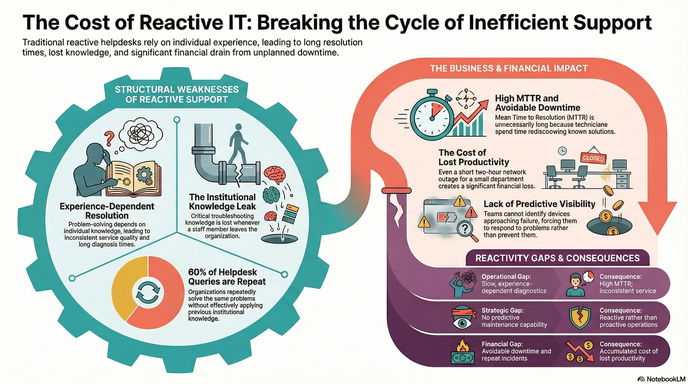 The Cost of Reactive IT: Breaking the Cycle of Inefficient Support
Traditional reactive helpdesks rely on individual experience, leading to long resolution
times, lost knowledge, and significant financial drain from unplanned downtime.
STRUCTURAL WEAKNESSES
OF REACTIVE SUPPORT
Experience-Dependent
Resolution
Problem-solving depends on
individual knowledge, leading to
inconsistent service quality and
long diagnosis times.
The Institutional
Knowledge Leak
Critical troubleshooting
knowledge is lost whenever
a staff member leaves the
organization.
60% of Helpdesk
Queries are Repeat
Organizations repeatedly
solve the same problems
without effectively applying
previous institutional
knowledge.
THE BUSINESS & FINANCIAL IMPACT
High MTTR and
Avoidable Downtime
Mean Time to Resolution (MTTR) is
unnecessarily long because technicians
spend time rediscovering known solutions.
The Cost of
Lost Productivity
Even a short two-hour network
outage for a small department
creates a significant financial loss.
CLOSED
Lack of Predictive Visibility
Teams cannot identify devices
approaching failure, forcing them
to respond to problems rather
than prevent them.
REACTIVITY GAPS & CONSEQUENCES
Operational Gap:
Slow, experience-
dependent diagnostics
Consequence:
High MTTR;
inconsistent service
Strategic Gap:
No predictive
maintenance capability
Consequence:
Reactive rather than
proactive operations
Financial Gap:
Avoidable downtime and
repeat incidents
Consequence:
Accumulated cost of
lost productivity
NotebookLM